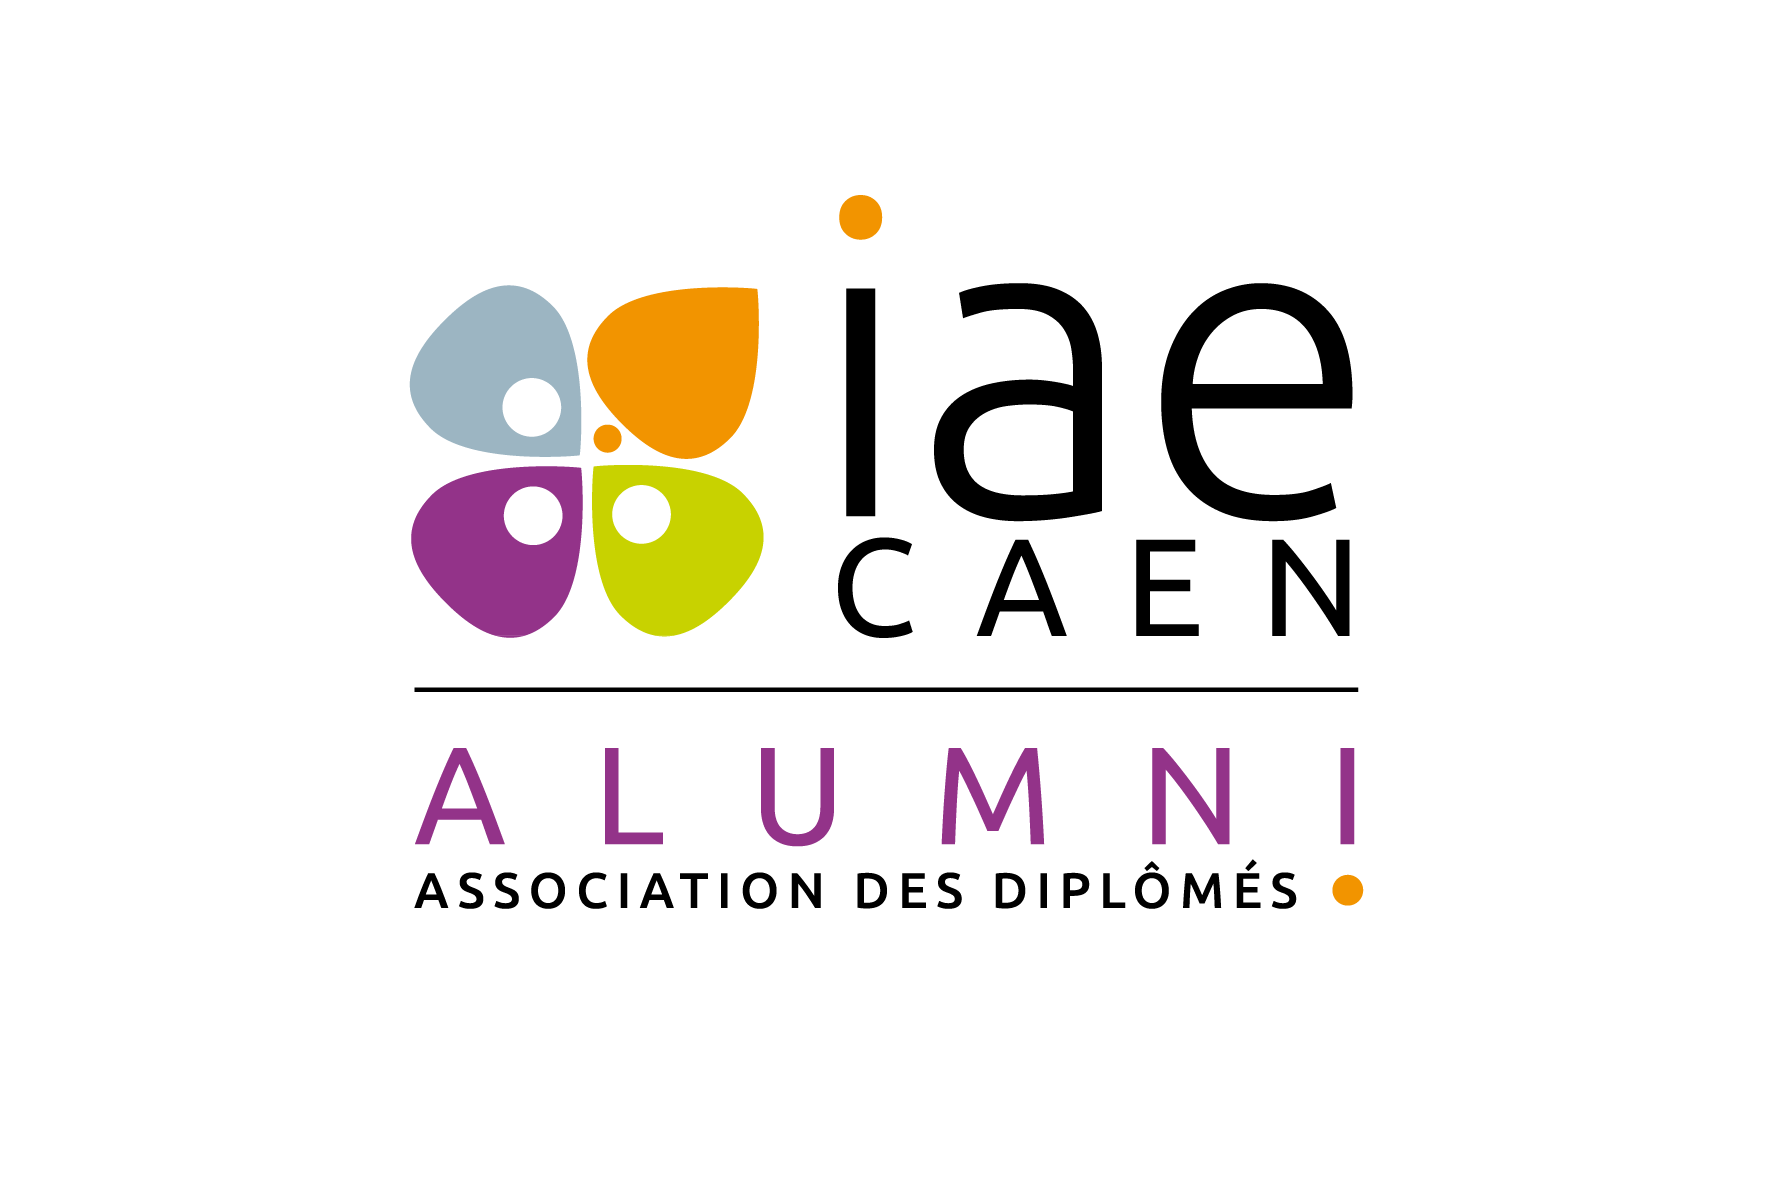 iae
CAEN
ALUMNI
ASSOCIATION DES DIPLÔMÉS